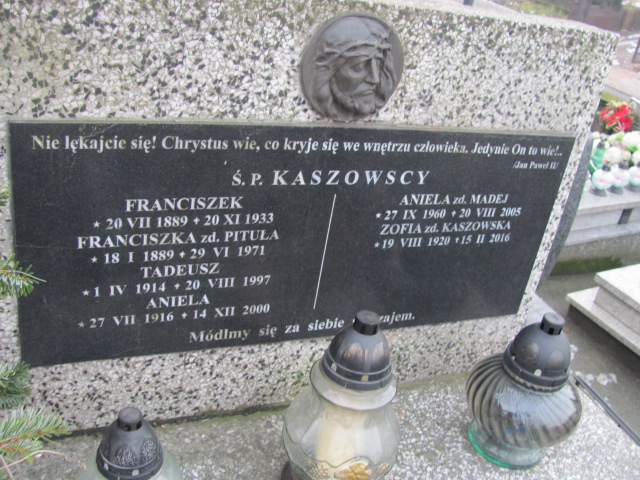 Nie lękajcie się! Chrystus wie, co kryje się we wnętrzu człowieka. Jedynie On to wie!..
/Jan Paweł II/
Ś.P. KASZOWSCY
FRANCISZEK
* 20 VII 1889 + 20 XI 1933
FRANCISZKA zd. PITUŁA
* 18 I 1889 + 29 VI 1971
TADEUSZ
* 1 IV 1914 + 20 VIII 1997
ANIELA
* 27 VII 1916 + 14 XII 2000
ANIELA zd. MADEJ
* 27 IX 1960 + 20 VIII 2005
ZOFIA zd. KASZOWSKA
* 19 VIII 1920 + 15 II 2016
Módlmy się za siebie